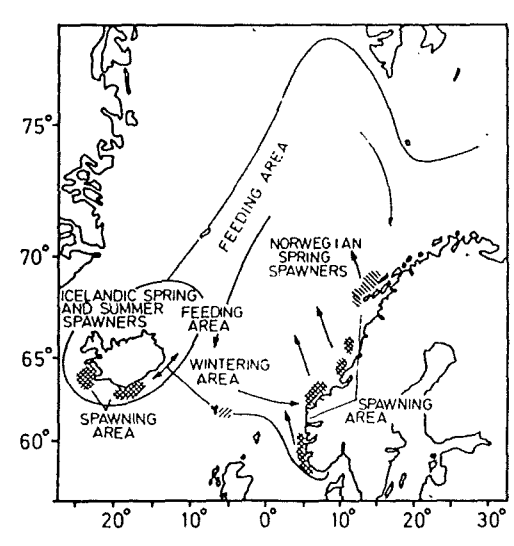 75°
70°
65°
60°
FEEDING AREA
NORWEGIAN
SPRING
SPAWNERS
ICELANDIC SPRING
AND SUMMER
SPAWNERS
FEEDING
AREA
WINTERING
AREA
SPAWNING
AREA
SPAWNING
AREA
20°
10°
0°
10°
20°
30°